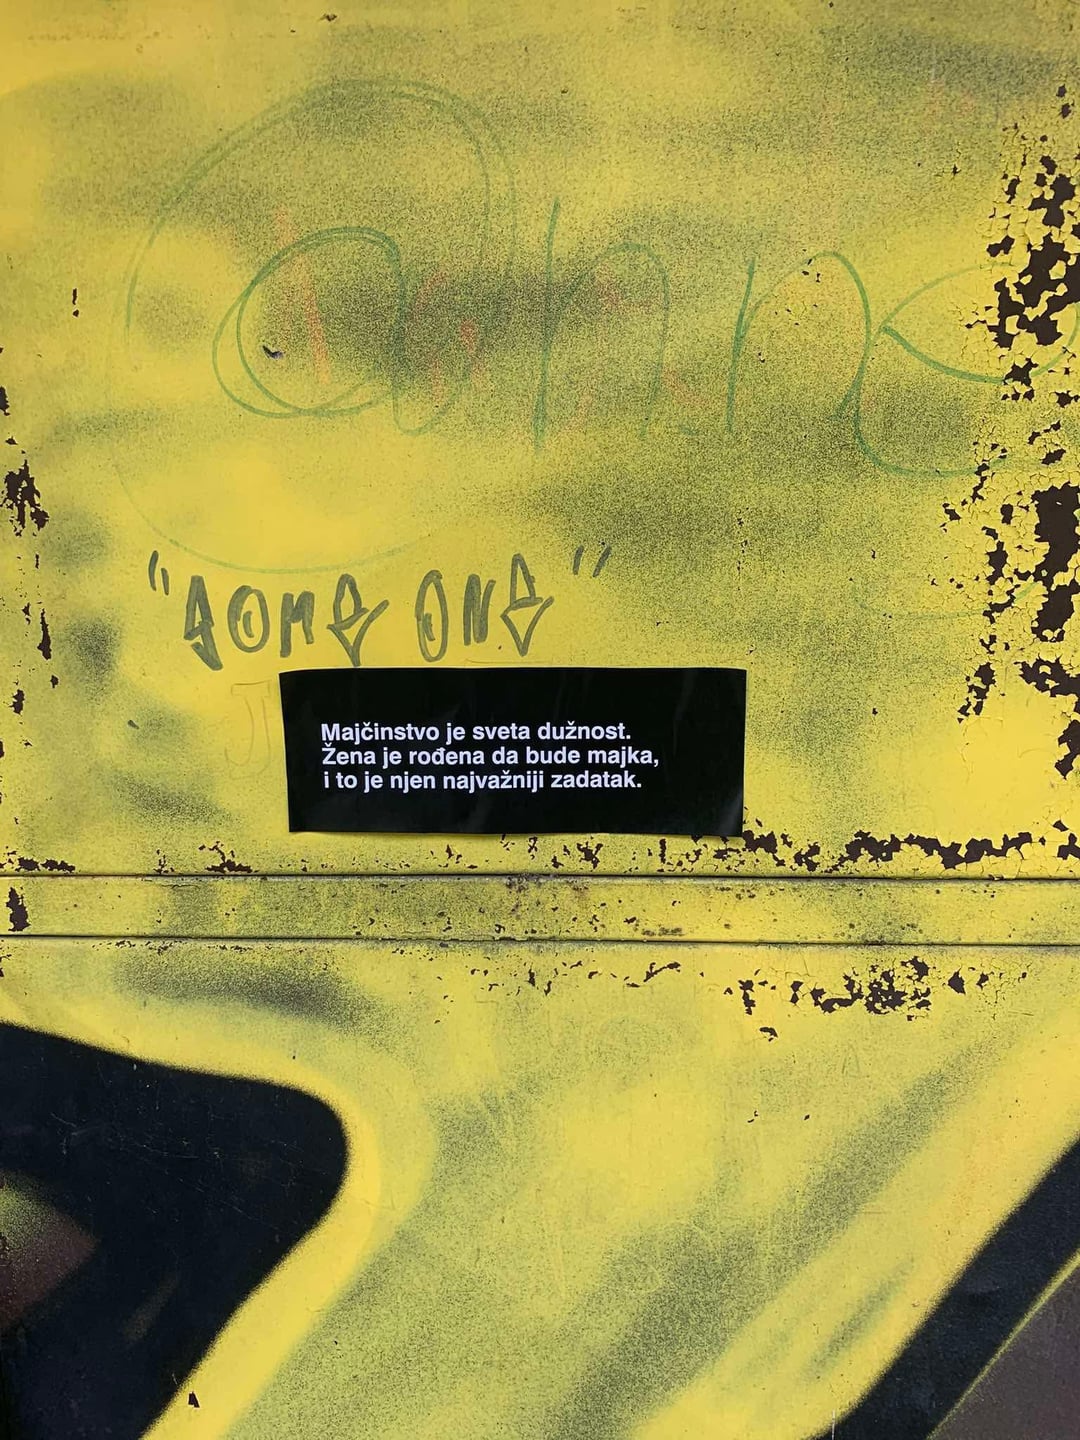 "SOME ONE"
Majčinstvo je sveta dužnost.
Žena je rođena da bude majka,
i to je njen najvažniji zadatak.